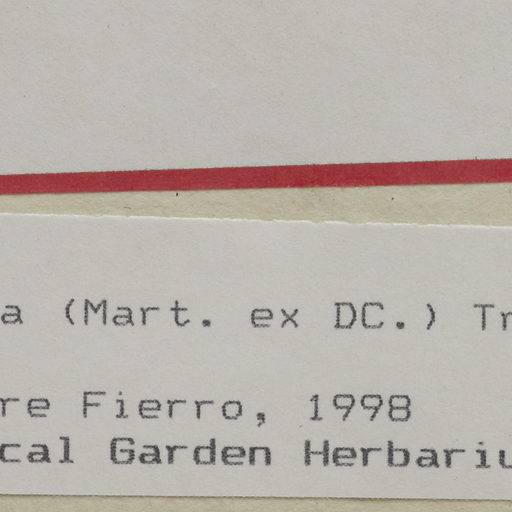 a (Mart. ex DC.) Tr
re Fierro, 1998
cal Garden Herbariu